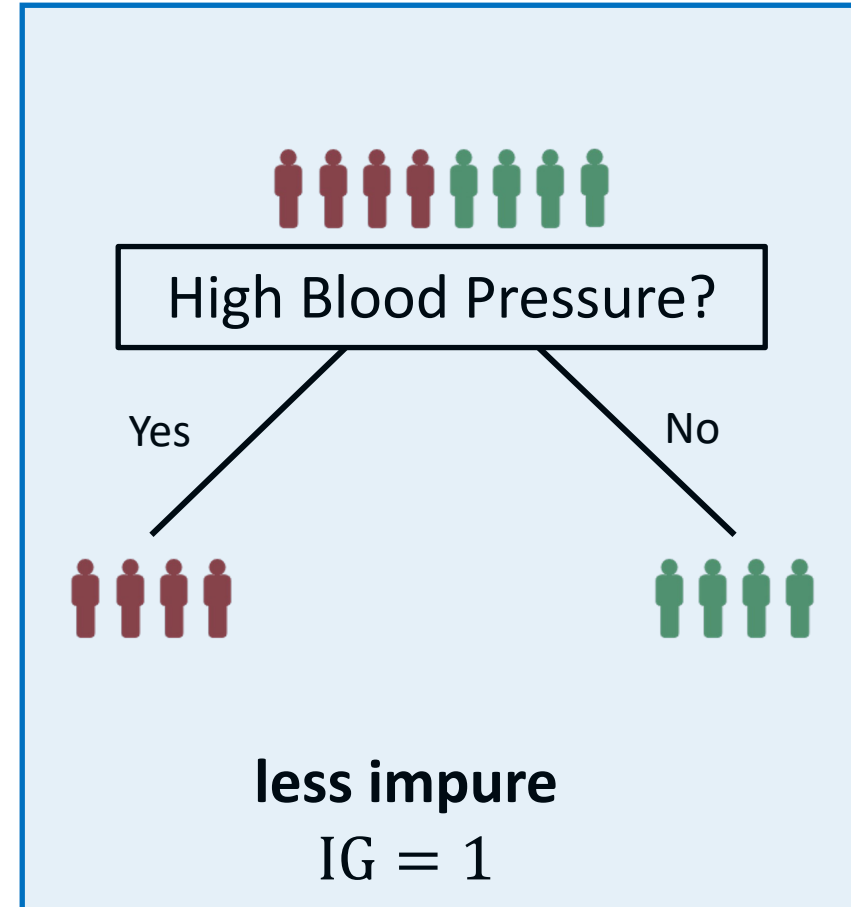 High Blood Pressure?
Yes
No
less impure
IG = 1